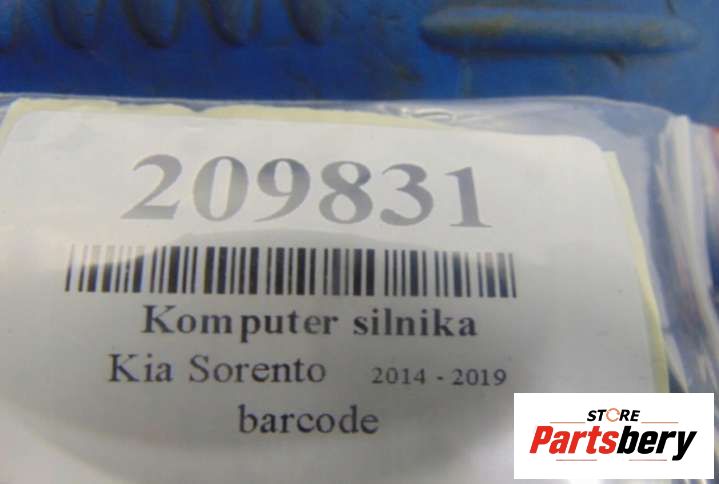 209831
Komputer silnika
Kia Sorento 2014 - 2019
barcode
STORE
Partsbery